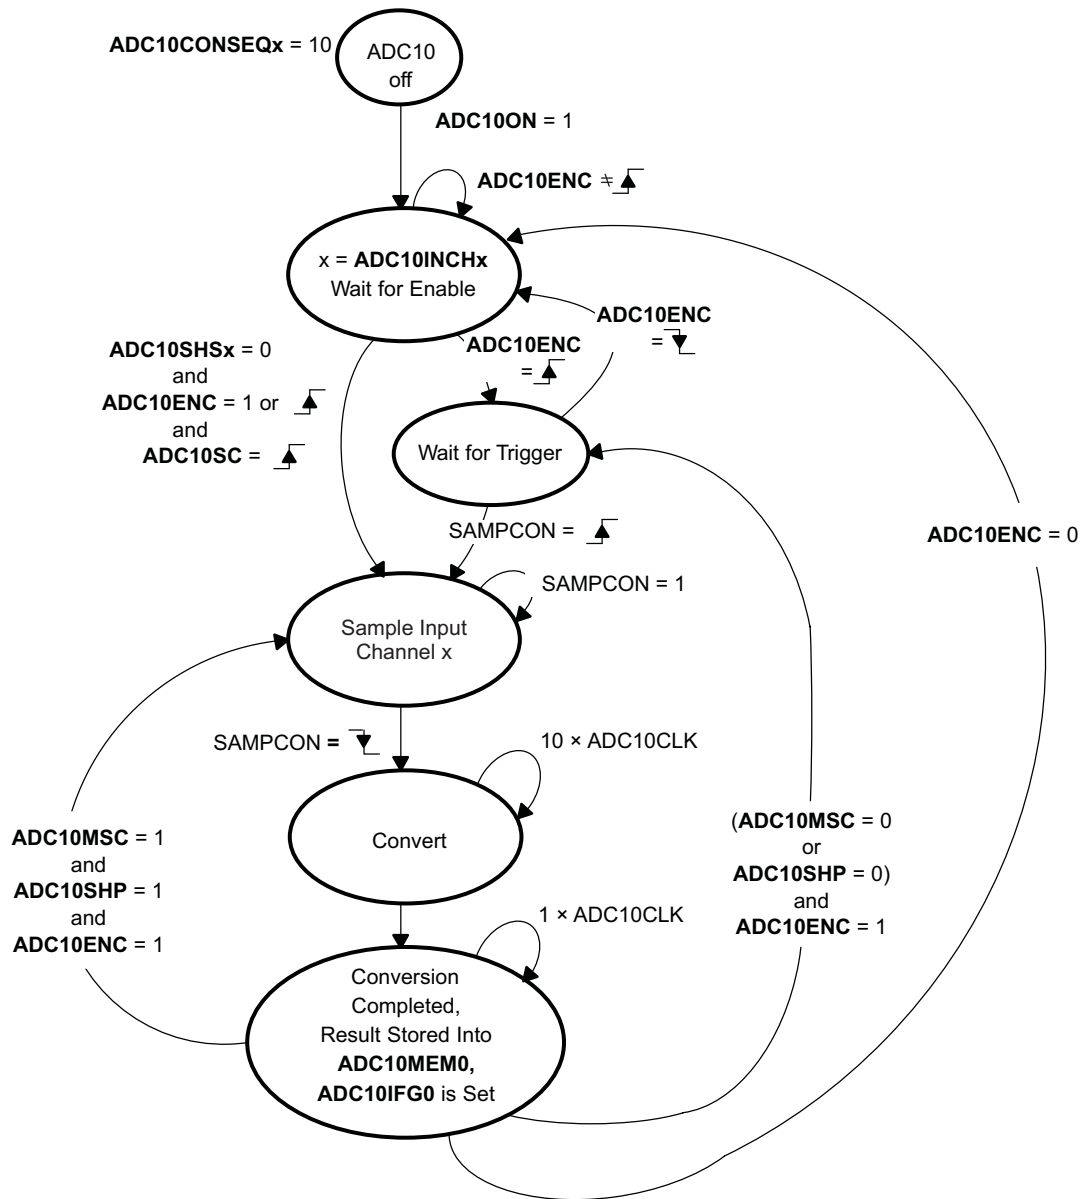 ADC10CONSEQx = 10
ADC10
off
ADC10ON = 1
ADC10ENC ≠
x = ADC10INCHx
Wait for Enable
ADC10ENC
=
ADC10ENC
=
ADC10SHSx = 0
and
ADC10ENC = 1 or
and
ADC10SC =
Wait for Trigger
SAMPCON =
ADC10ENC = 0
SAMPCON = 1
Sample Input
Channel x
SAMPCON =
10 × ADC10CLK
Convert
ADC10MSC = 1
and
ADC10SHP = 1
and
ADC10ENC = 1
(ADC10MSC = 0
or
ADC10SHP = 0)
and
ADC10ENC = 1
1 × ADC10CLK
Conversion
Completed,
Result Stored Into
ADC10MEM0,
ADC10IFG0 is Set